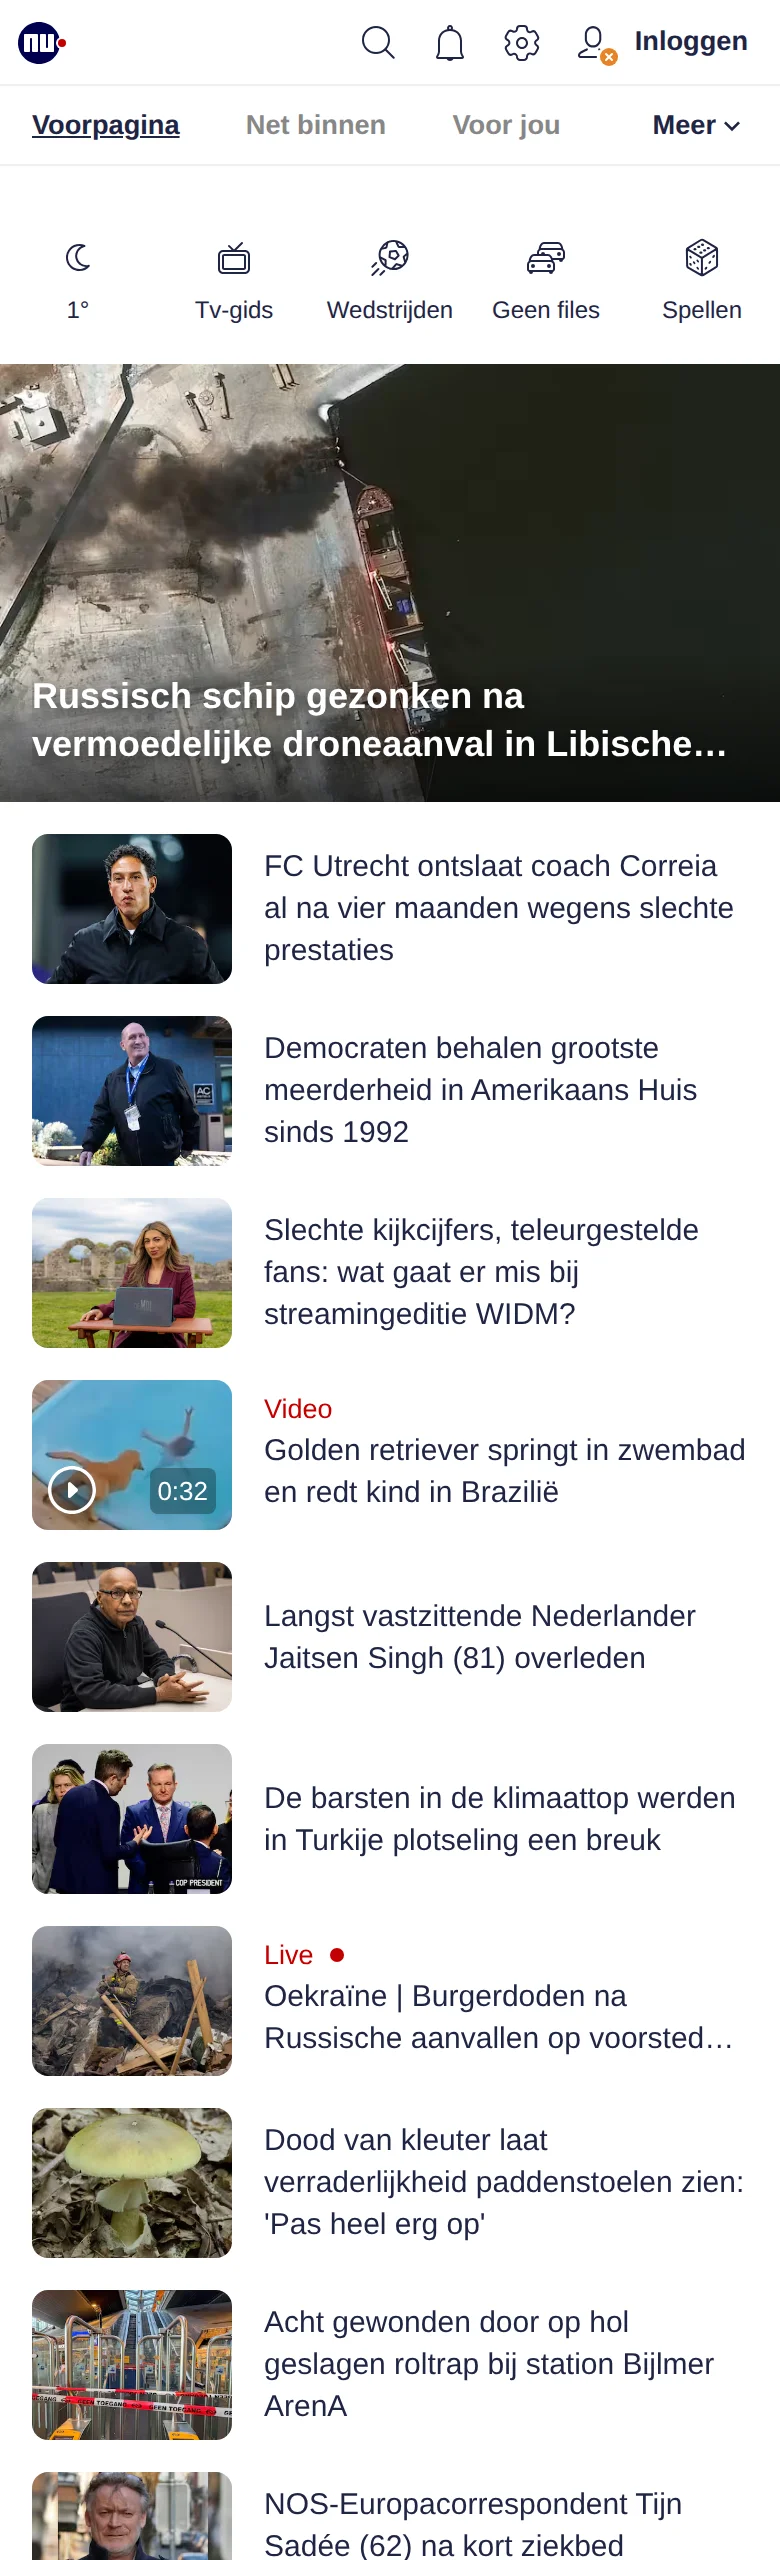 nu
Inloggen
Voorpagina Net binnen Voor jou Meer
1° Tv-gids Wedstrijden Geen files Spellen
Russisch schip gezonken na
vermoedelijke droneaanval in Libische…
FC Utrecht ontslaat coach Correia
al na vier maanden wegens slechte
prestaties
AC
Democraten behalen grootste
meerderheid in Amerikaans Huis
sinds 1992
Slechte kijkcijfers, teleurgestelde
fans: wat gaat er mis bij
streamingeditie WIDM?
0:32
Video
Golden retriever springt in zwembad
en redt kind in Brazilië
Langst vastzittende Nederlander
Jaitsen Singh (81) overleden
COP PRESIDENT
De barsten in de klimaattop werden
in Turkije plotseling een breuk
Live
Oekraïne | Burgerdoden na
Russische aanvallen op voorsted…
Dood van kleuter laat
verraderlijkheid paddenstoelen zien:
'Pas heel erg op'
GEEN TOEGANG GEEN TOEGANG
Acht gewonden door op hol
geslagen roltrap bij station Bijlmer
ArenA
NOS-Europacorrespondent Tijn
Sadée (62) na kort ziekbed